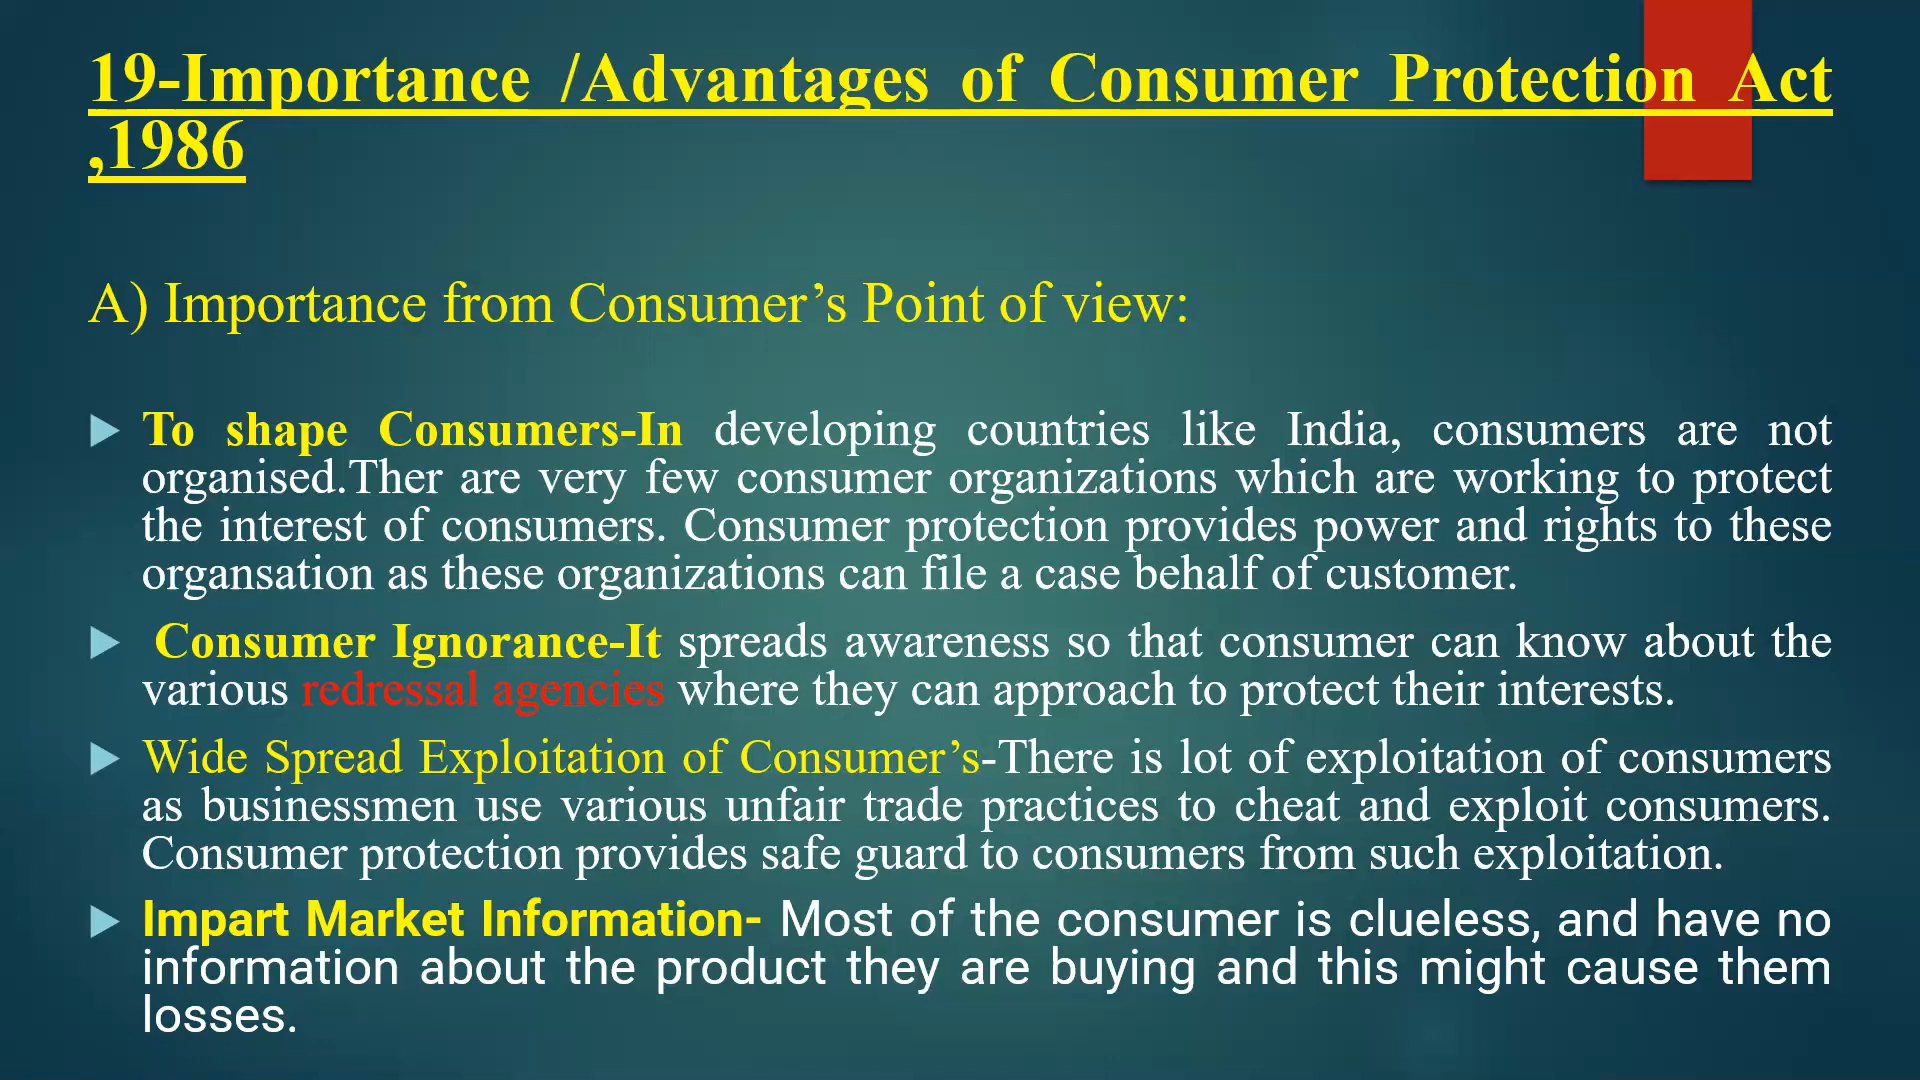 19-Importance /Advantages of Consumer Protection Act
,1986
A) Importance from Consumer’s Point of view:
To shape Consumers-In developing countries like India, consumers are not
organised.Ther are very few consumer organizations which are working to protect
the interest of consumers. Consumer protection provides power and rights to these
organsation as these organizations can file a case behalf of customer.
Consumer Ignorance-It spreads awareness so that consumer can know about the
various redressal agencies where they can approach to protect their interests.
Wide Spread Exploitation of Consumer’s-There is lot of exploitation of consumers
as businessmen use various unfair trade practices to cheat and exploit consumers.
Consumer protection provides safe guard to consumers from such exploitation.
Impart Market Information- Most of the consumer is clueless, and have no
information about the product they are buying and this might cause them
losses.